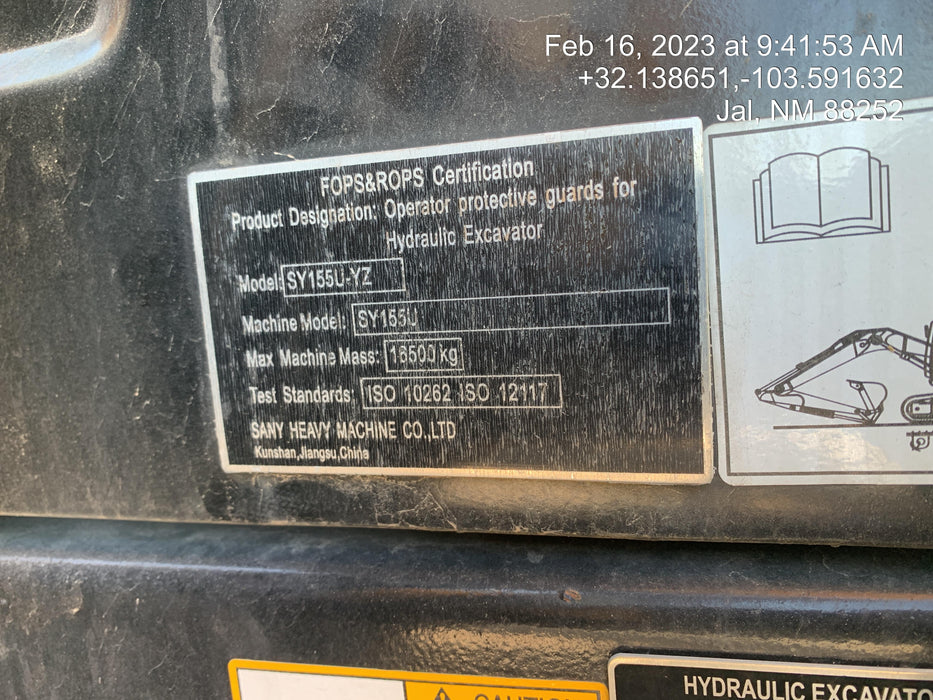 Feb 16, 2023 at 9:41:53 AM
+32.138651,-103.591632
Jal, NM 88252
FOPS&ROPS Certification
Product Designation: Operator protective guards for
Hydraulic Excavator
Model: SY155U-YZ
Machine Model: SY155U
Max Machine Mass: 16500 kg
Test Standards: ISO 10262 ISO 12117
SANY HEAVY MACHINE CO.,LTD
Kunshan,Jiangsu,China
CAUTION
HYDRAULIC EXCAVATO